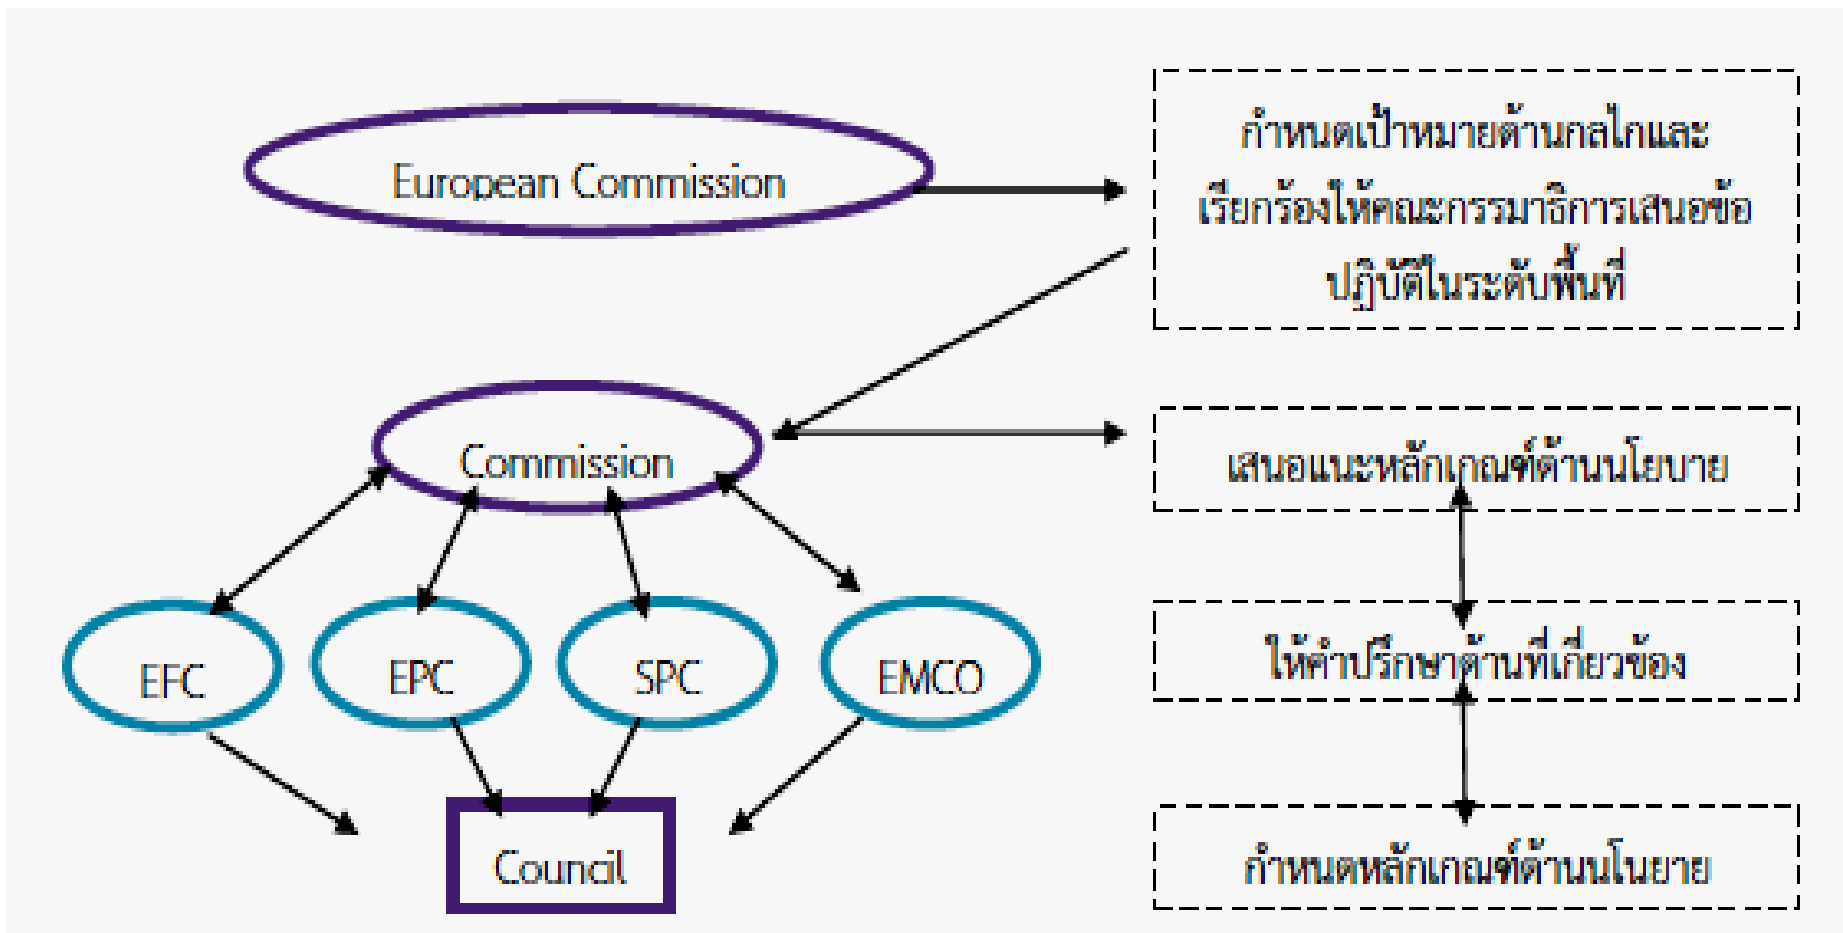 European Commission
กำหนดเป้าหมายด้านกลไกและ
เรียกร้องให้คณะกรรมาธิการเสนอข้อ
ปฏิบัติในระดับพื้นที่
Commission
เสนอแนะหลักเกณฑ์ด้านนโยบาย
EFC
EPC
SPC
EMCO
ให้คำปรึกษาด้านที่เกี่ยวข้อง
Council
กำหนดหลักเกณฑ์ด้านนโนยาย